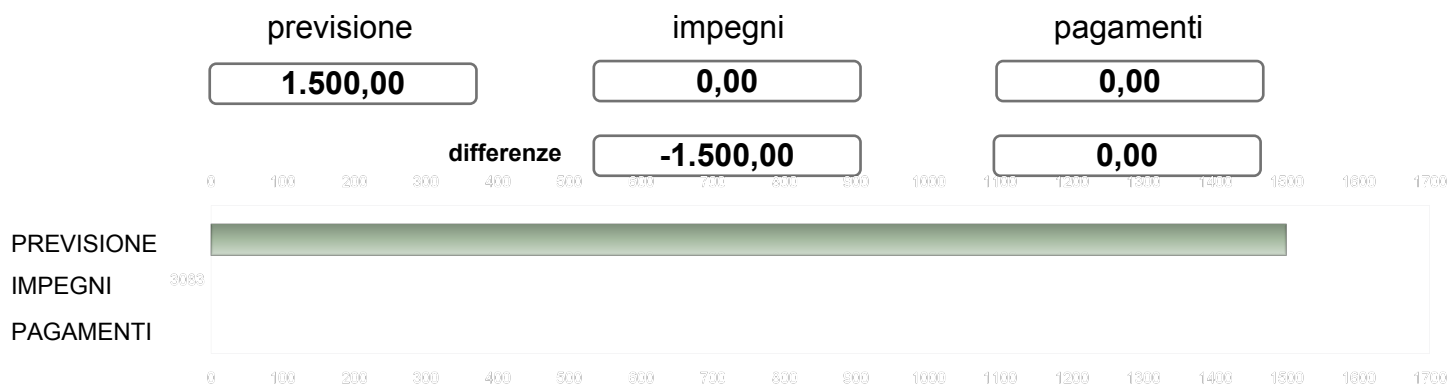 previsione impegni pagamenti
1.500,00 0,00 0,00
differenze -1.500,00 0,00
0 100 200 300 400 500 600 700 800 900 1000 1100 1200 1300 1400 1500 1600 1700
PREVISIONE
3083
IMPEGNI
PAGAMENTI
0 100 200 300 400 500 600 700 800 900 1000 1100 1200 1300 1400 1500 1600 1700